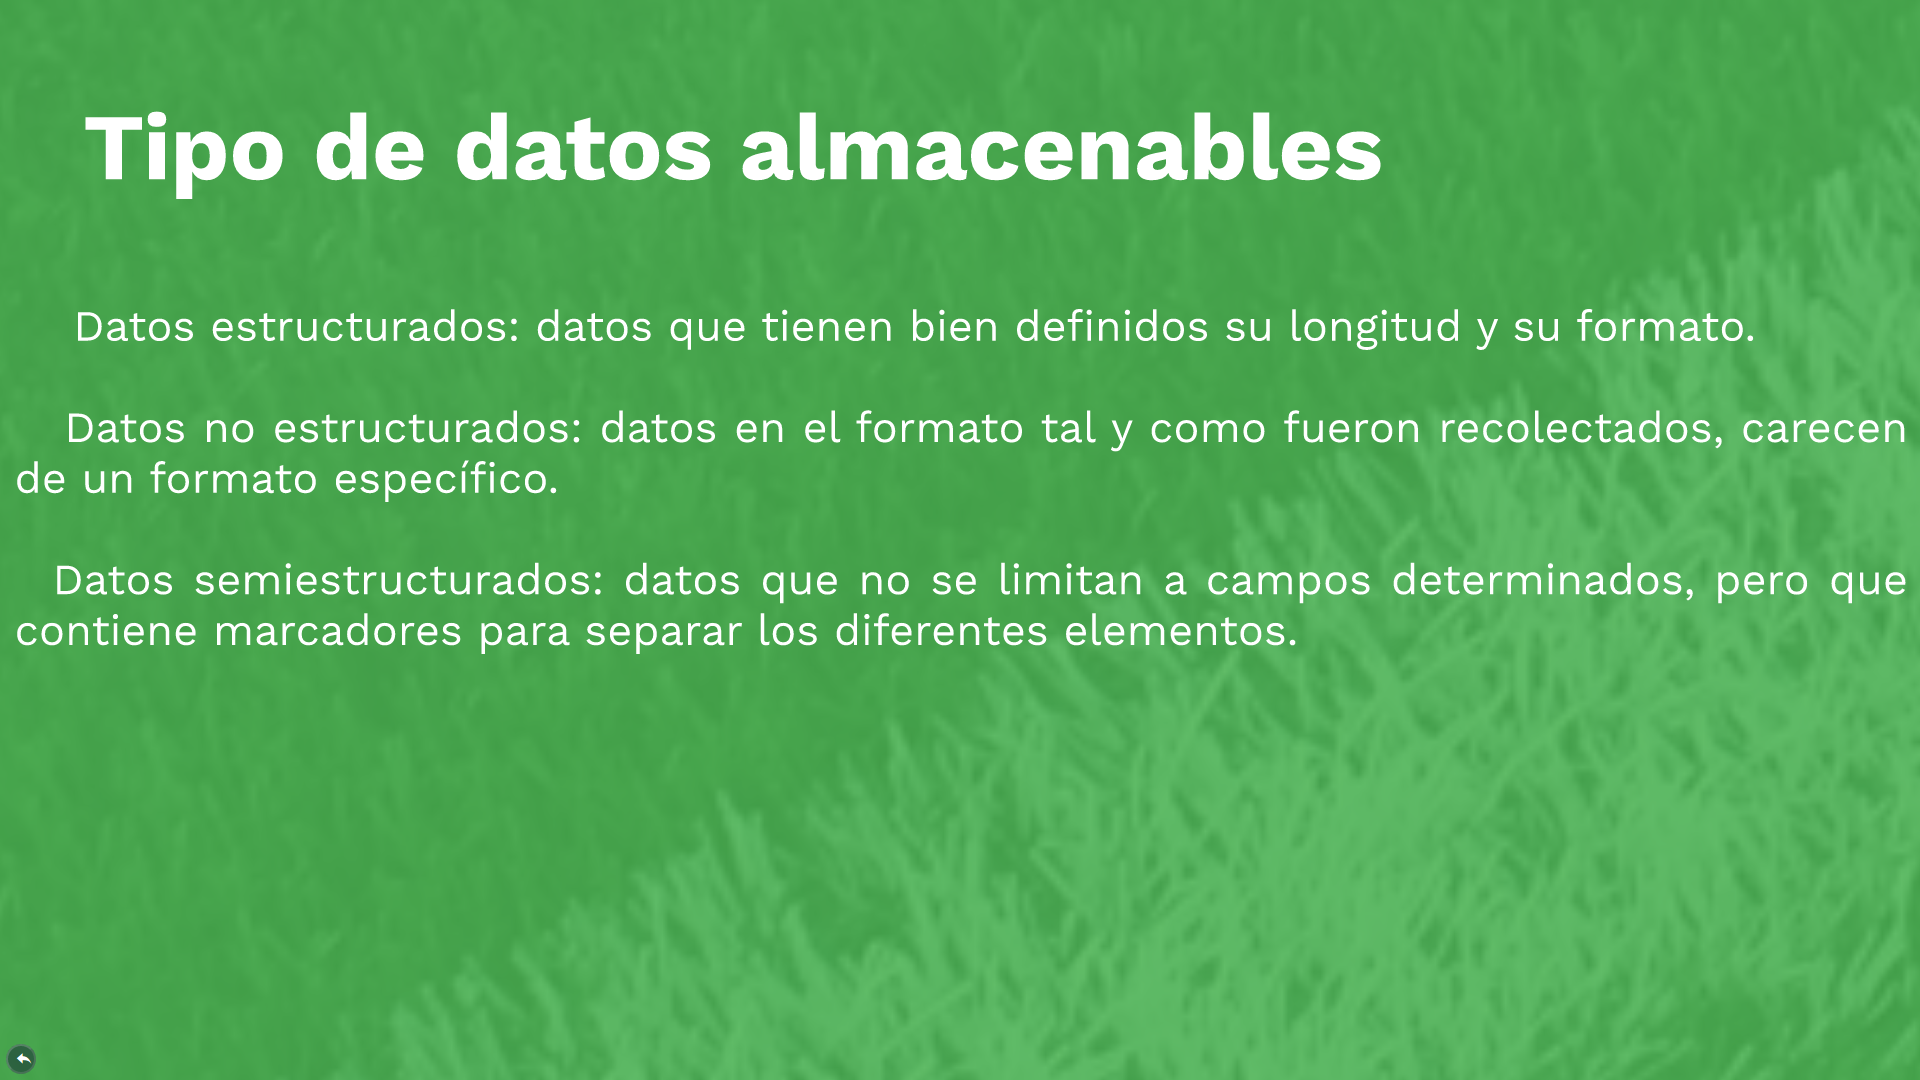 Tipo de datos almacenables
Datos estructurados: datos que tienen bien definidos su longitud y su formato.
Datos no estructurados: datos en el formato tal y como fueron recolectados, carecen
de un formato específico.
Datos semiestructurados: datos que no se limitan a campos determinados, pero que
contiene marcadores para separar los diferentes elementos.